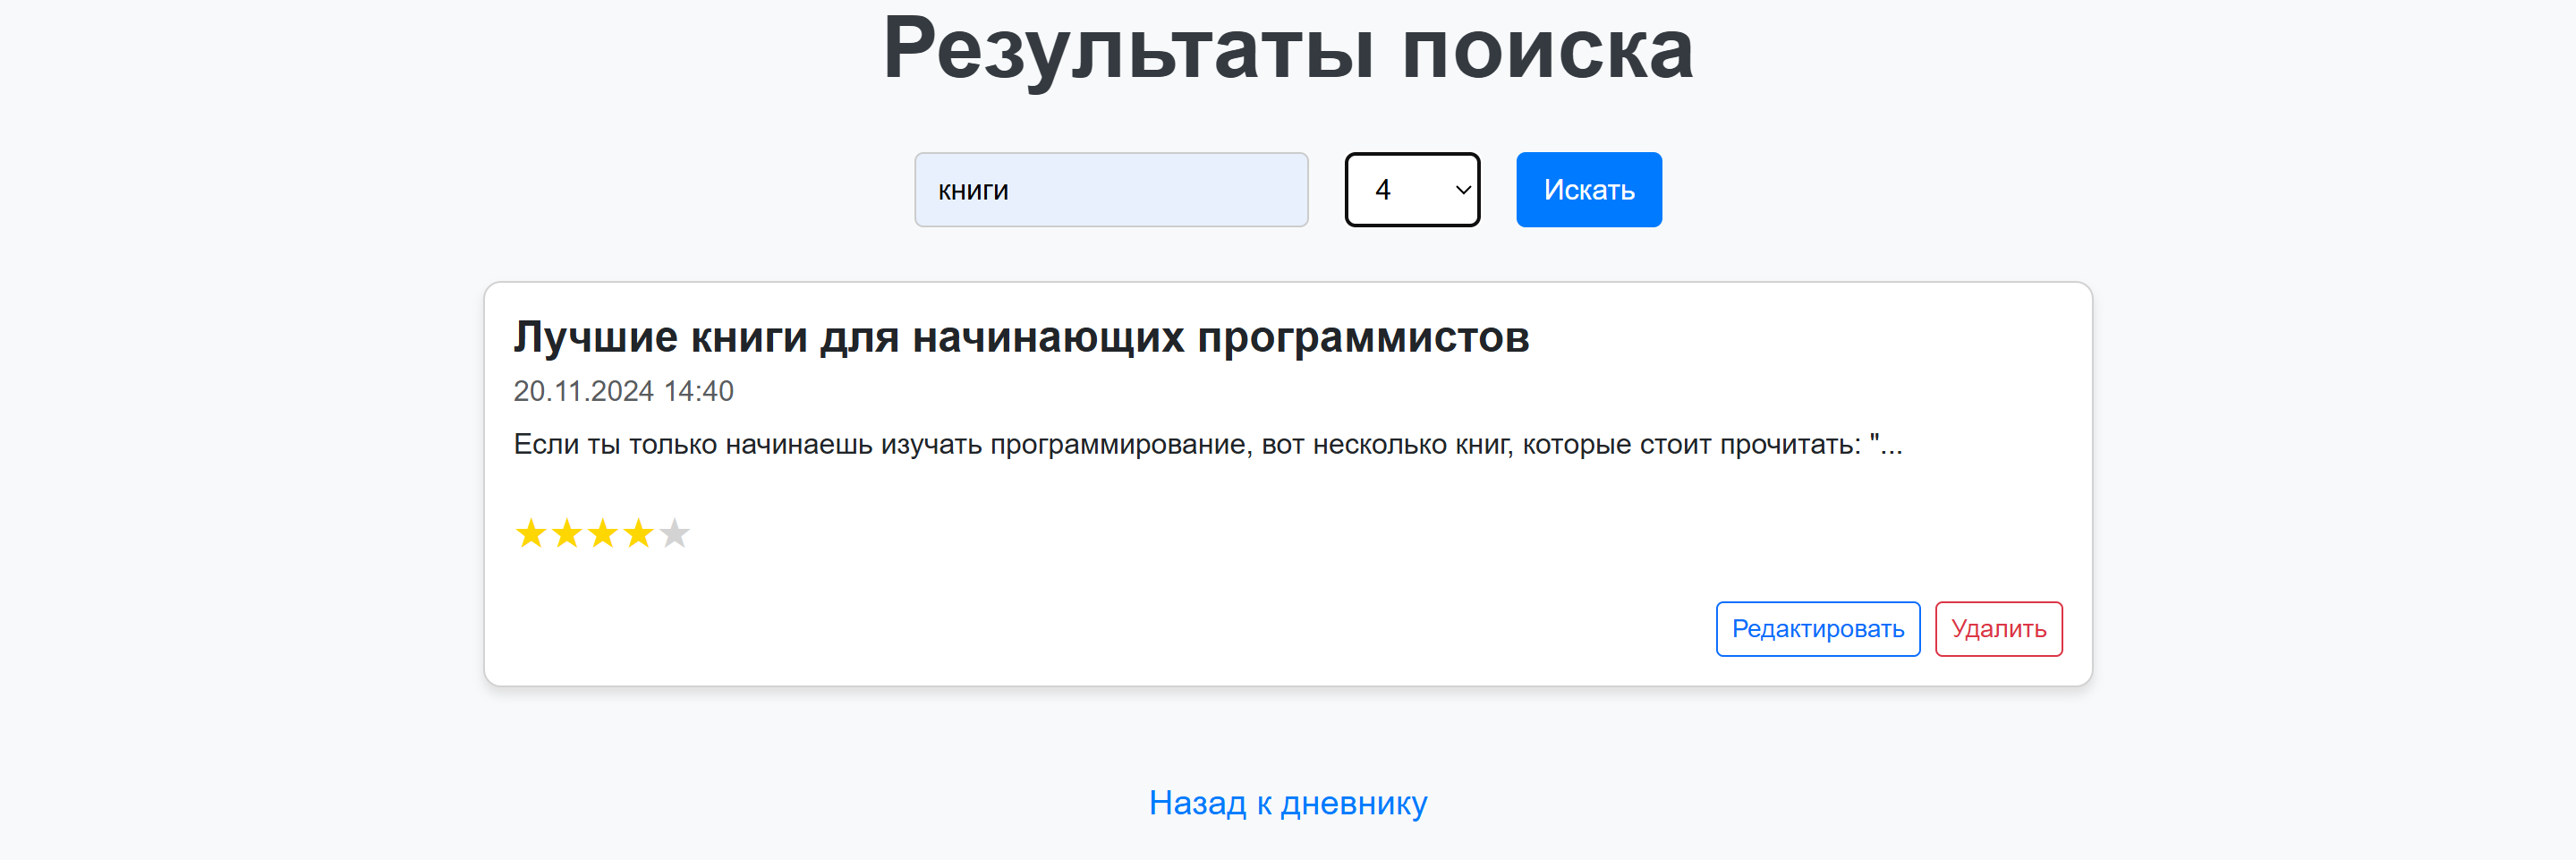 Результаты поиска
книги 4 Искать
Лучшие книги для начинающих программистов
20.11.2024 14:40
Если ты только начинаешь изучать программирование, вот несколько книг, которые стоит прочитать: "...
Редактировать Удалить
Назад к дневнику